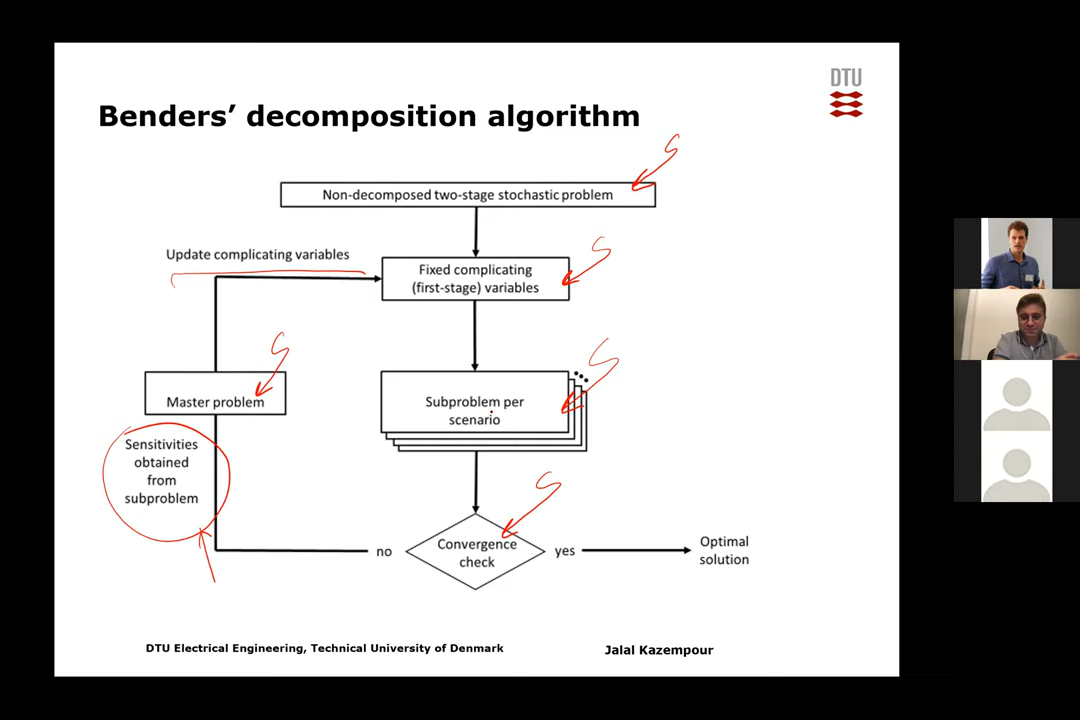 DTU
Benders’ decomposition algorithm
Non-decomposed two-stage stochastic problem
Update complicating variables
Fixed complicating
(first-stage) variables
Master problem
Subproblem per
scenario
Sensitivities
obtained
from
subproblem
Convergence
check
no
yes
Optimal
solution
DTU Electrical Engineering, Technical University of Denmark
Jalal Kazempour